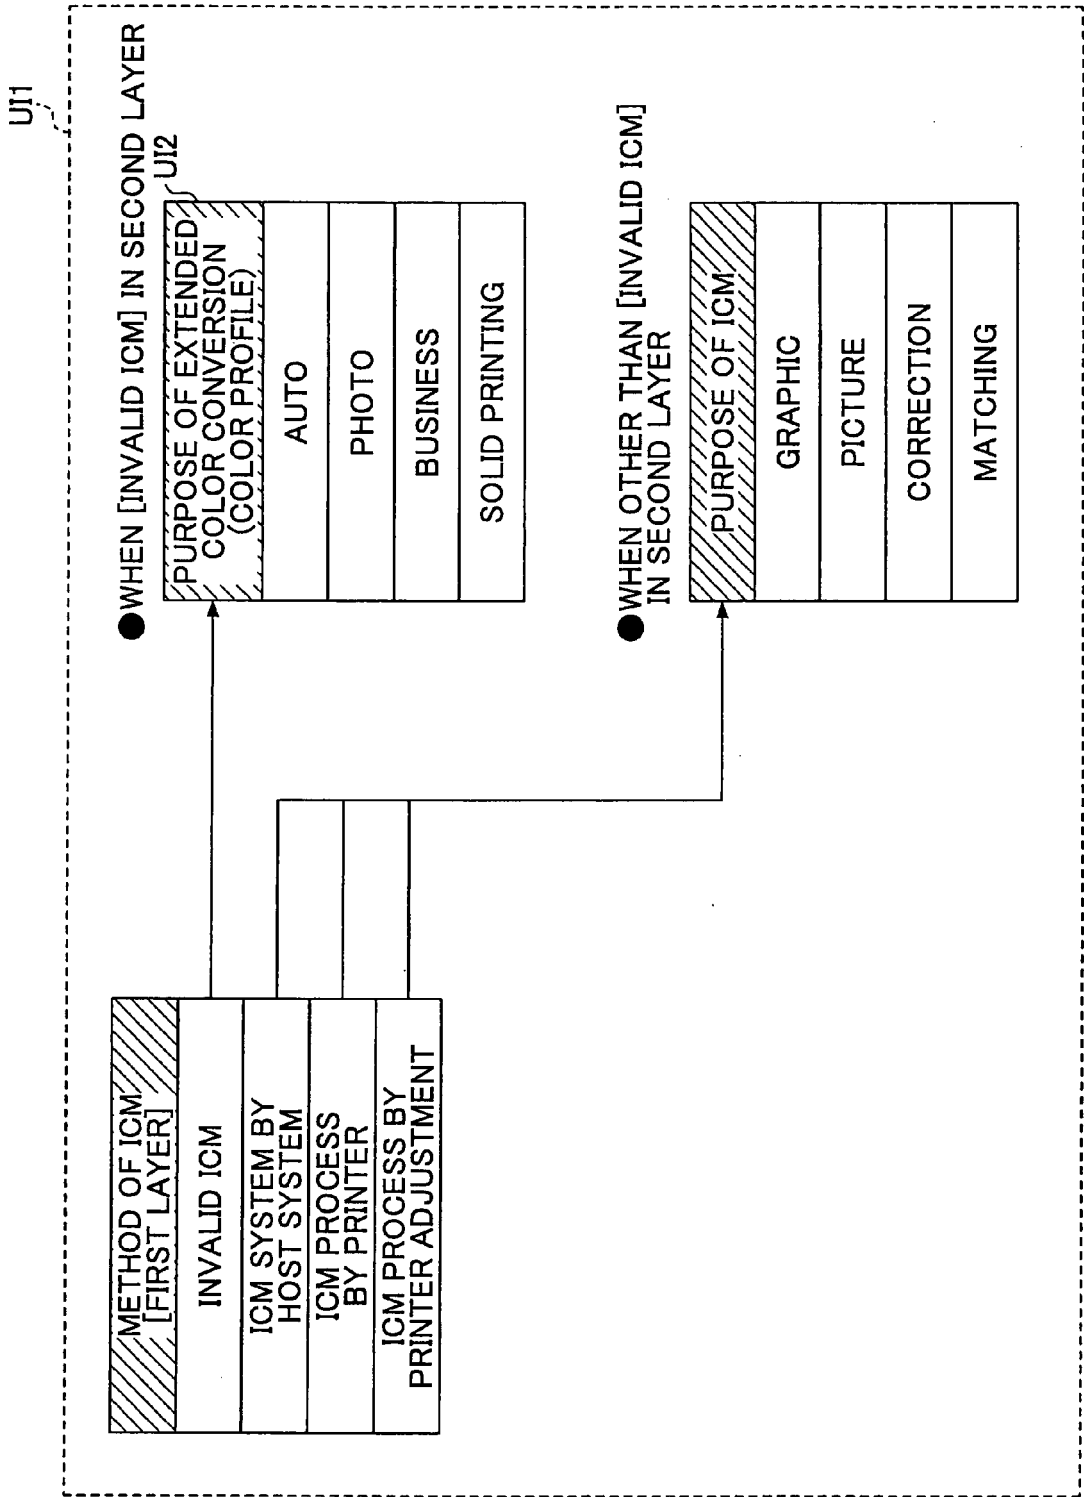 UI1
METHOD OF ICM
[FIRST LAYER]
INVALID ICM
ICM SYSTEM BY
HOST SYSTEM
ICM PROCESS
BY PRINTER
ICM PROCESS BY
PRINTER ADJUSTMENT
●WHEN [INVALID ICM] IN SECOND LAYER
UI2
PURPOSE OF EXTENDED
COLOR CONVERSION
(COLOR PROFILE)
AUTO
PHOTO
BUSINESS
SOLID PRINTING
●WHEN OTHER THAN [INVALID ICM]
IN SECOND LAYER
PURPOSE OF ICM
GRAPHIC
PICTURE
CORRECTION
MATCHING